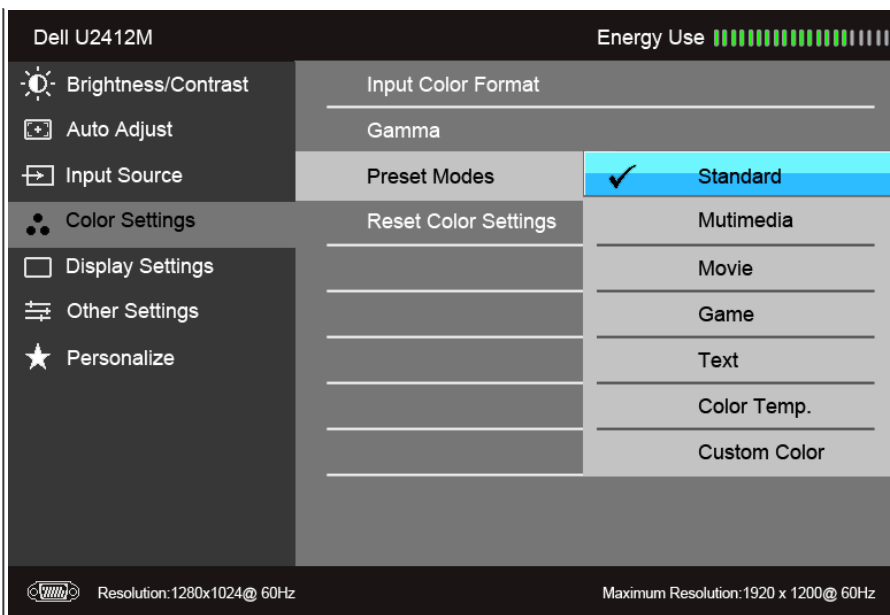 Dell U2412M
Energy Use
Brightness/Contrast
Auto Adjust
Input Source
Color Settings
Display Settings
Other Settings
Personalize
Input Color Format
Gamma
Preset Modes
Reset Color Settings
Standard
Mutimedia
Movie
Game
Text
Color Temp.
Custom Color
Resolution:1280x1024@ 60Hz
Maximum Resolution:1920 x 1200@ 60Hz